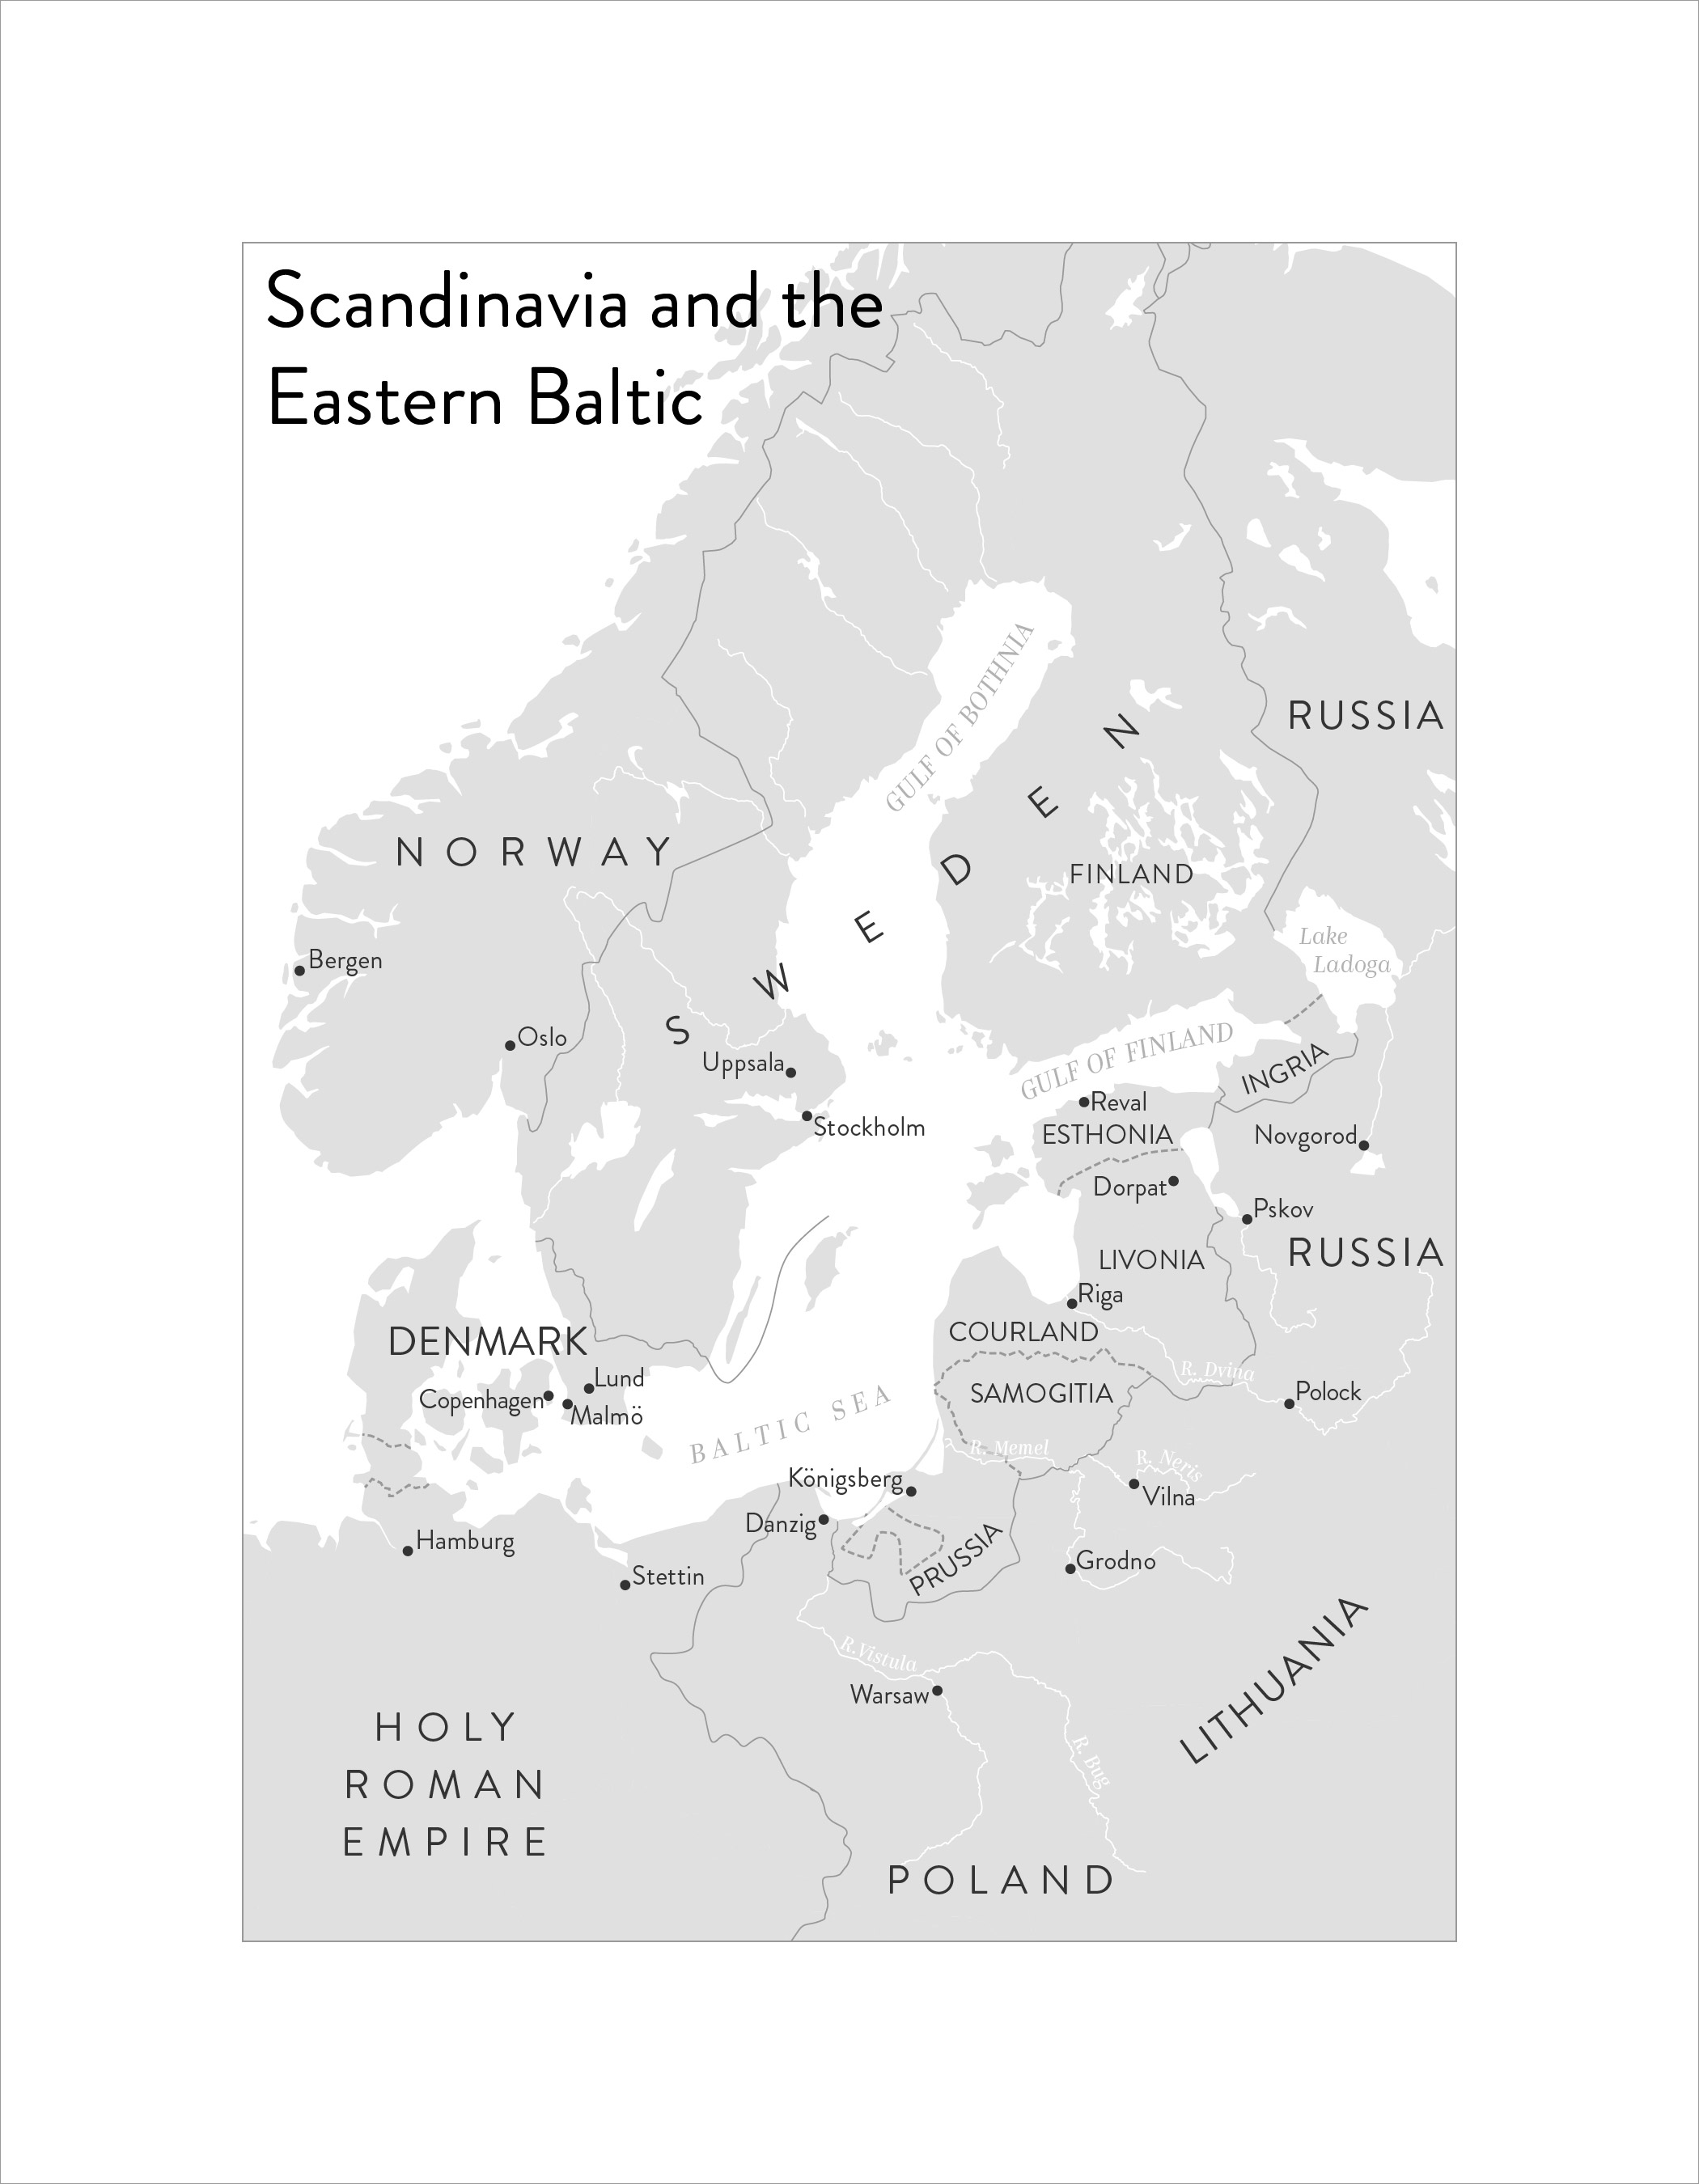 Scandinavia and the
Eastern Baltic
GULF OF BOTHNIA
RUSSIA
SWEDEN
NORWAY
FINLAND
Lake
Ladoga
Bergen
Oslo
Uppsala
GULF OF FINLAND
INGRIA
Reval
Stockholm
ESTHONIA
Novgorod
Dorpat
Pskov
RUSSIA
LIVONIA
Riga
COURLAND
DENMARK
R. Dvina
Lund
SAMOGITIA
Polock
Copenhagen
Malmö
BALTIC SEA
R. Memel
R. Neris
Königsberg
Vilna
Danzig
Hamburg
PRUSSIA
Grodno
Stettin
LITHUANIA
R.Vistula
Warsaw
R. Bug
HOLY
ROMAN
EMPIRE
POLAND